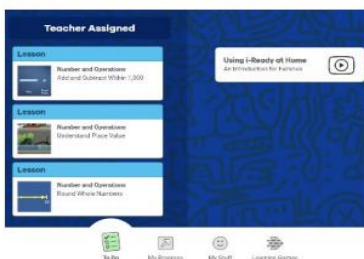 Teacher Assigned
Lesson
Number and Operations
Add and Subtract Within 1,000
Lesson
Number and Operations
Understand Place Value
Lesson
Number and Operations
Round Whole Numbers
Using i-Ready at Home
An Introduction for Families
To Do
My Progress
My Stuff
Learning Games